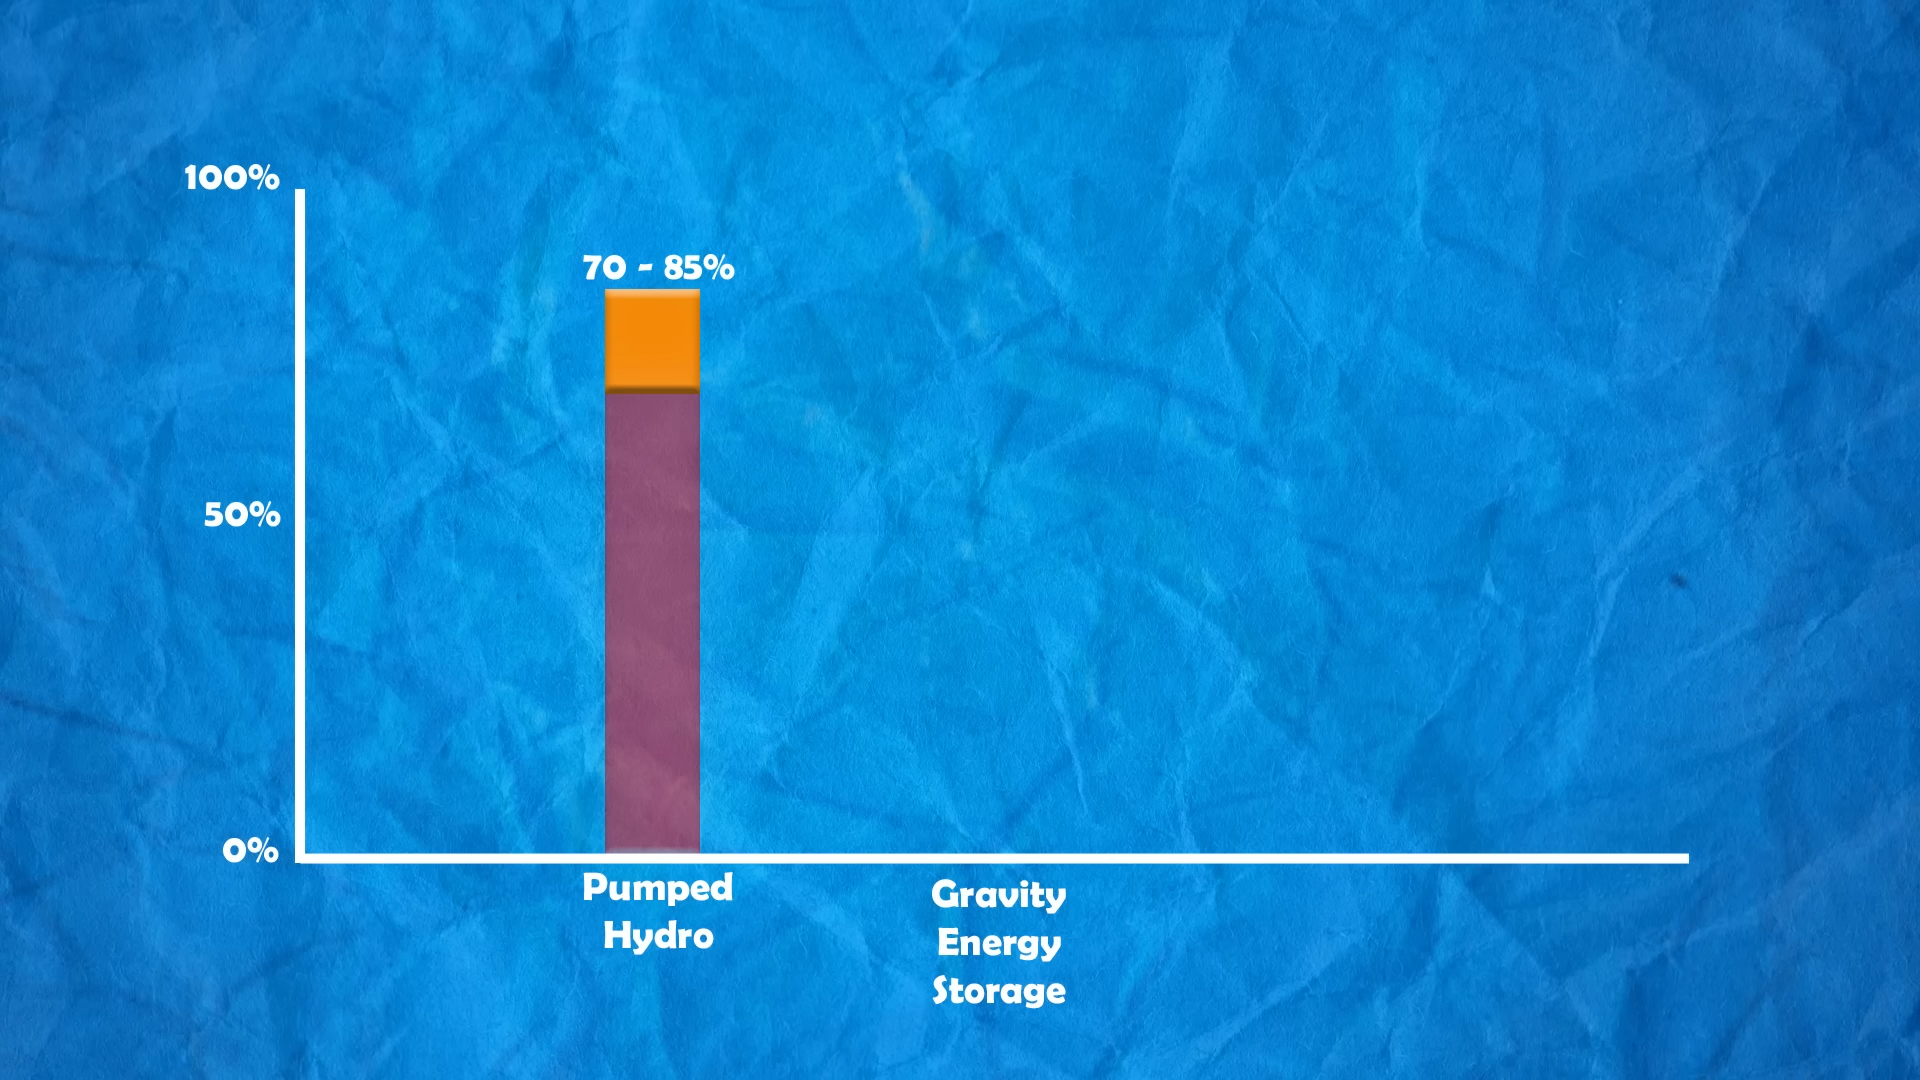 100%
70 - 85%
50%
0%
Pumped
Hydro
Gravity
Energy
Storage